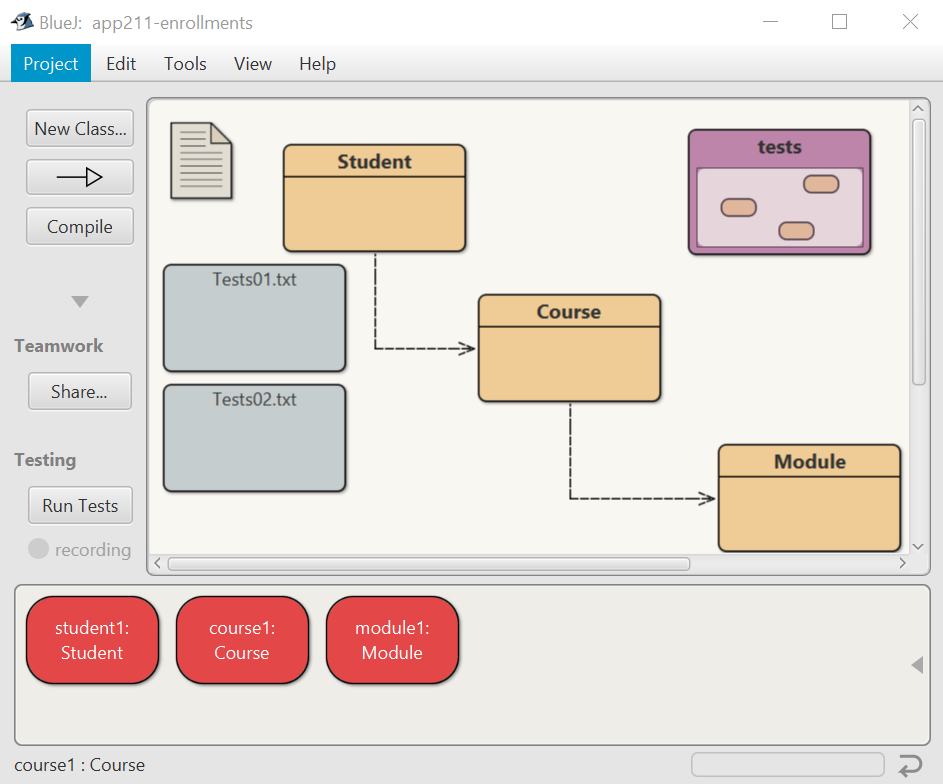 BlueJ: app211-enrollments
Project Edit Tools View Help
New Class...
Compile
Teamwork
Share...
Testing
Run Tests
recording
Student
tests
Tests01.txt
Course
Tests02.txt
Module
student1:
Student
course1:
Course
module1:
Module
course1 : Course